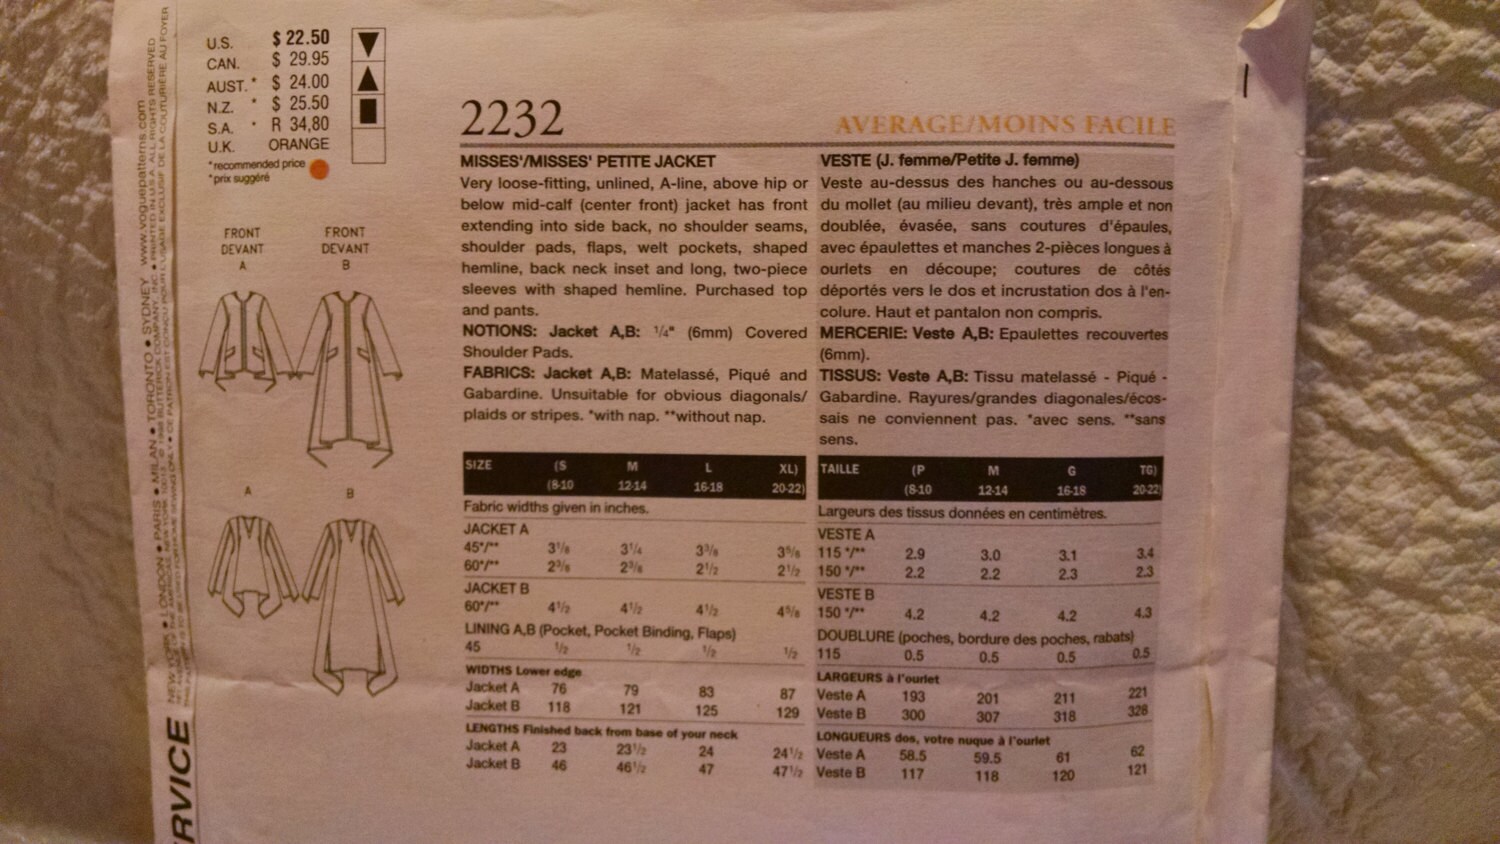 U.S. $ 22.50
CAN. $ 29.95
AUST.* $ 24.00
N.Z. * $ 25.50
S.A. * R 34,80
U.K. ORANGE
*recommended price
*prix suggéré
FRONT FRONT
DEVANT DEVANT
A B
A B
2232
AVERAGE/MOINS FACILE
MISSES'/MISSES' PETITE JACKET
Very loose-fitting, unlined, A-line, above hip or
below mid-calf (center front) jacket has front
extending into side back, no shoulder seams,
shoulder pads, flaps, welt pockets, shaped
hemline, back neck inset and long, two-piece
sleeves with shaped hemline. Purchased top
and pants.
NOTIONS: Jacket A,B: 1/4" (6mm) Covered
Shoulder Pads.
FABRICS: Jacket A,B: Matelassé, Piqué and
Gabardine. Unsuitable for obvious diagonals/
plaids or stripes. *with nap. **without nap.
SIZE (S M L XL)
(8-10 12-14 16-18 20-22)
Fabric widths given in inches.
JACKET A
45*/** 3 1/8 3 1/4 3 3/8 3 5/8
60*/** 2 3/8 2 3/8 2 1/2 2 1/2
JACKET B
60*/** 4 1/2 4 1/2 4 1/2 4 5/8
LINING A,B (Pocket, Pocket Binding, Flaps)
45 1/2 1/2 1/2 1/2
WIDTHS Lower edge
Jacket A 76 79 83 87
Jacket B 118 121 125 129
LENGTHS Finished back from base of your neck
Jacket A 23 23 1/2 24 24 1/2
Jacket B 46 46 1/2 47 47 1/2
VESTE (J. femme/Petite J. femme)
Veste au-dessus des hanches ou au-dessous
du mollet (au milieu devant), très ample et non
doublée, évasée, sans coutures d'épaules,
avec épaulettes et manches 2-pièces longues à
ourlets en découpe; coutures de côtés
déportés vers le dos et incrustation dos à l'en-
colure. Haut et pantalon non compris.
MERCERIE: Veste A,B: Epaulettes recouvertes
(6mm).
TISSUS: Veste A,B: Tissu matelassé - Piqué -
Gabardine. Rayures/grandes diagonales/écos-
sais ne conviennent pas. *avec sens. **sans
sens.
TAILLE (P M G TG)
(8-10 12-14 16-18 20-22)
Largeurs des tissus données en centimètres.
VESTE A
115 */** 2.9 3.0 3.1 3.4
150 */** 2.2 2.2 2.3 2.3
VESTE B
150 */** 4.2 4.2 4.2 4.3
DOUBLURE (poches, bordure des poches, rabats)
115 0.5 0.5 0.5 0.5
LARGEURS à l'ourlet
Veste A 193 201 211 221
Veste B 300 307 318 328
LONGUEURS dos, votre nuque à l'ourlet
Veste A 58.5 59.5 61 62
Veste B 117 118 120 121
RVICE
NEW YORK • LONDON • PARIS • MILAN • TORONTO • SYDNEY www.voguepatterns.com